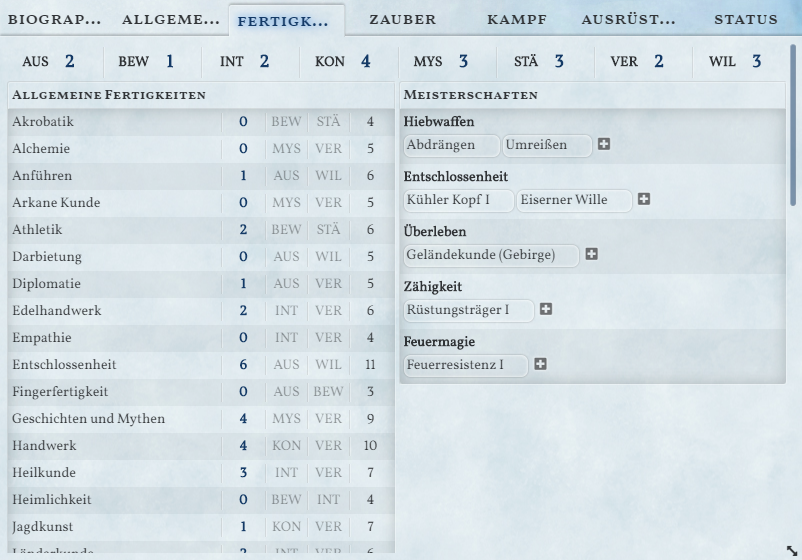 BIOGRAP... ALLGEME... FERTIGK... ZAUBER KAMPF AUSRÜST... STATUS
AUS 2 BEW 1 INT 2 KON 4 MYS 3 STÄ 3 VER 2 WIL 3
Allgemeine Fertigkeiten
Akrobatik 0 BEW STÄ 4
Alchemie 0 MYS VER 5
Anführen 1 AUS WIL 6
Arkane Kunde 0 MYS VER 5
Athletik 2 BEW STÄ 6
Darbietung 0 AUS WIL 5
Diplomatie 1 AUS VER 5
Edelhandwerk 2 INT VER 6
Empathie 0 INT VER 4
Entschlossenheit 6 AUS WIL 11
Fingerfertigkeit 0 AUS BEW 3
Geschichten und Mythen 4 MYS VER 9
Handwerk 4 KON VER 10
Heilkunde 3 INT VER 7
Heimlichkeit 0 BEW INT 4
Jagdkunst 1 KON VER 7
Länderkunde 2 INT VER 6
Meisterschaften
Hiebwaffen
Abdrängen Umreißen
Entschlossenheit
Kühler Kopf I Eiserner Wille
Überleben
Geländekunde (Gebirge)
Zähigkeit
Rüstungsträger I
Feuermagie
Feuerresistenz I